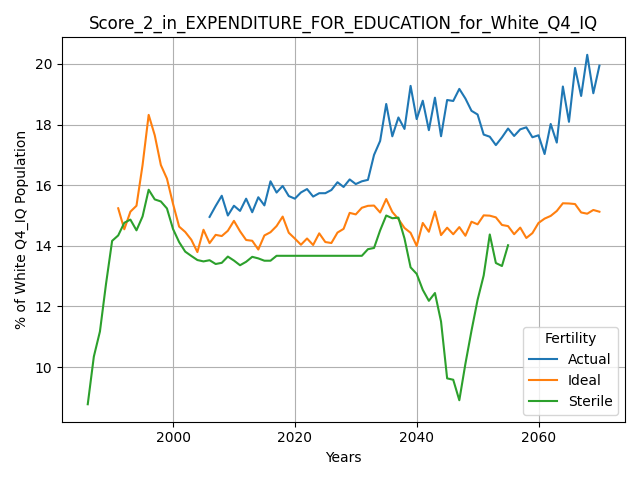 Score_2_in_EXPENDITURE_FOR_EDUCATION_for_White_Q4_IQ
% of White Q4_IQ Population
20
18
16
14
12
10
2000 2020 2040 2060
Years
Fertility
Actual
Ideal
Sterile